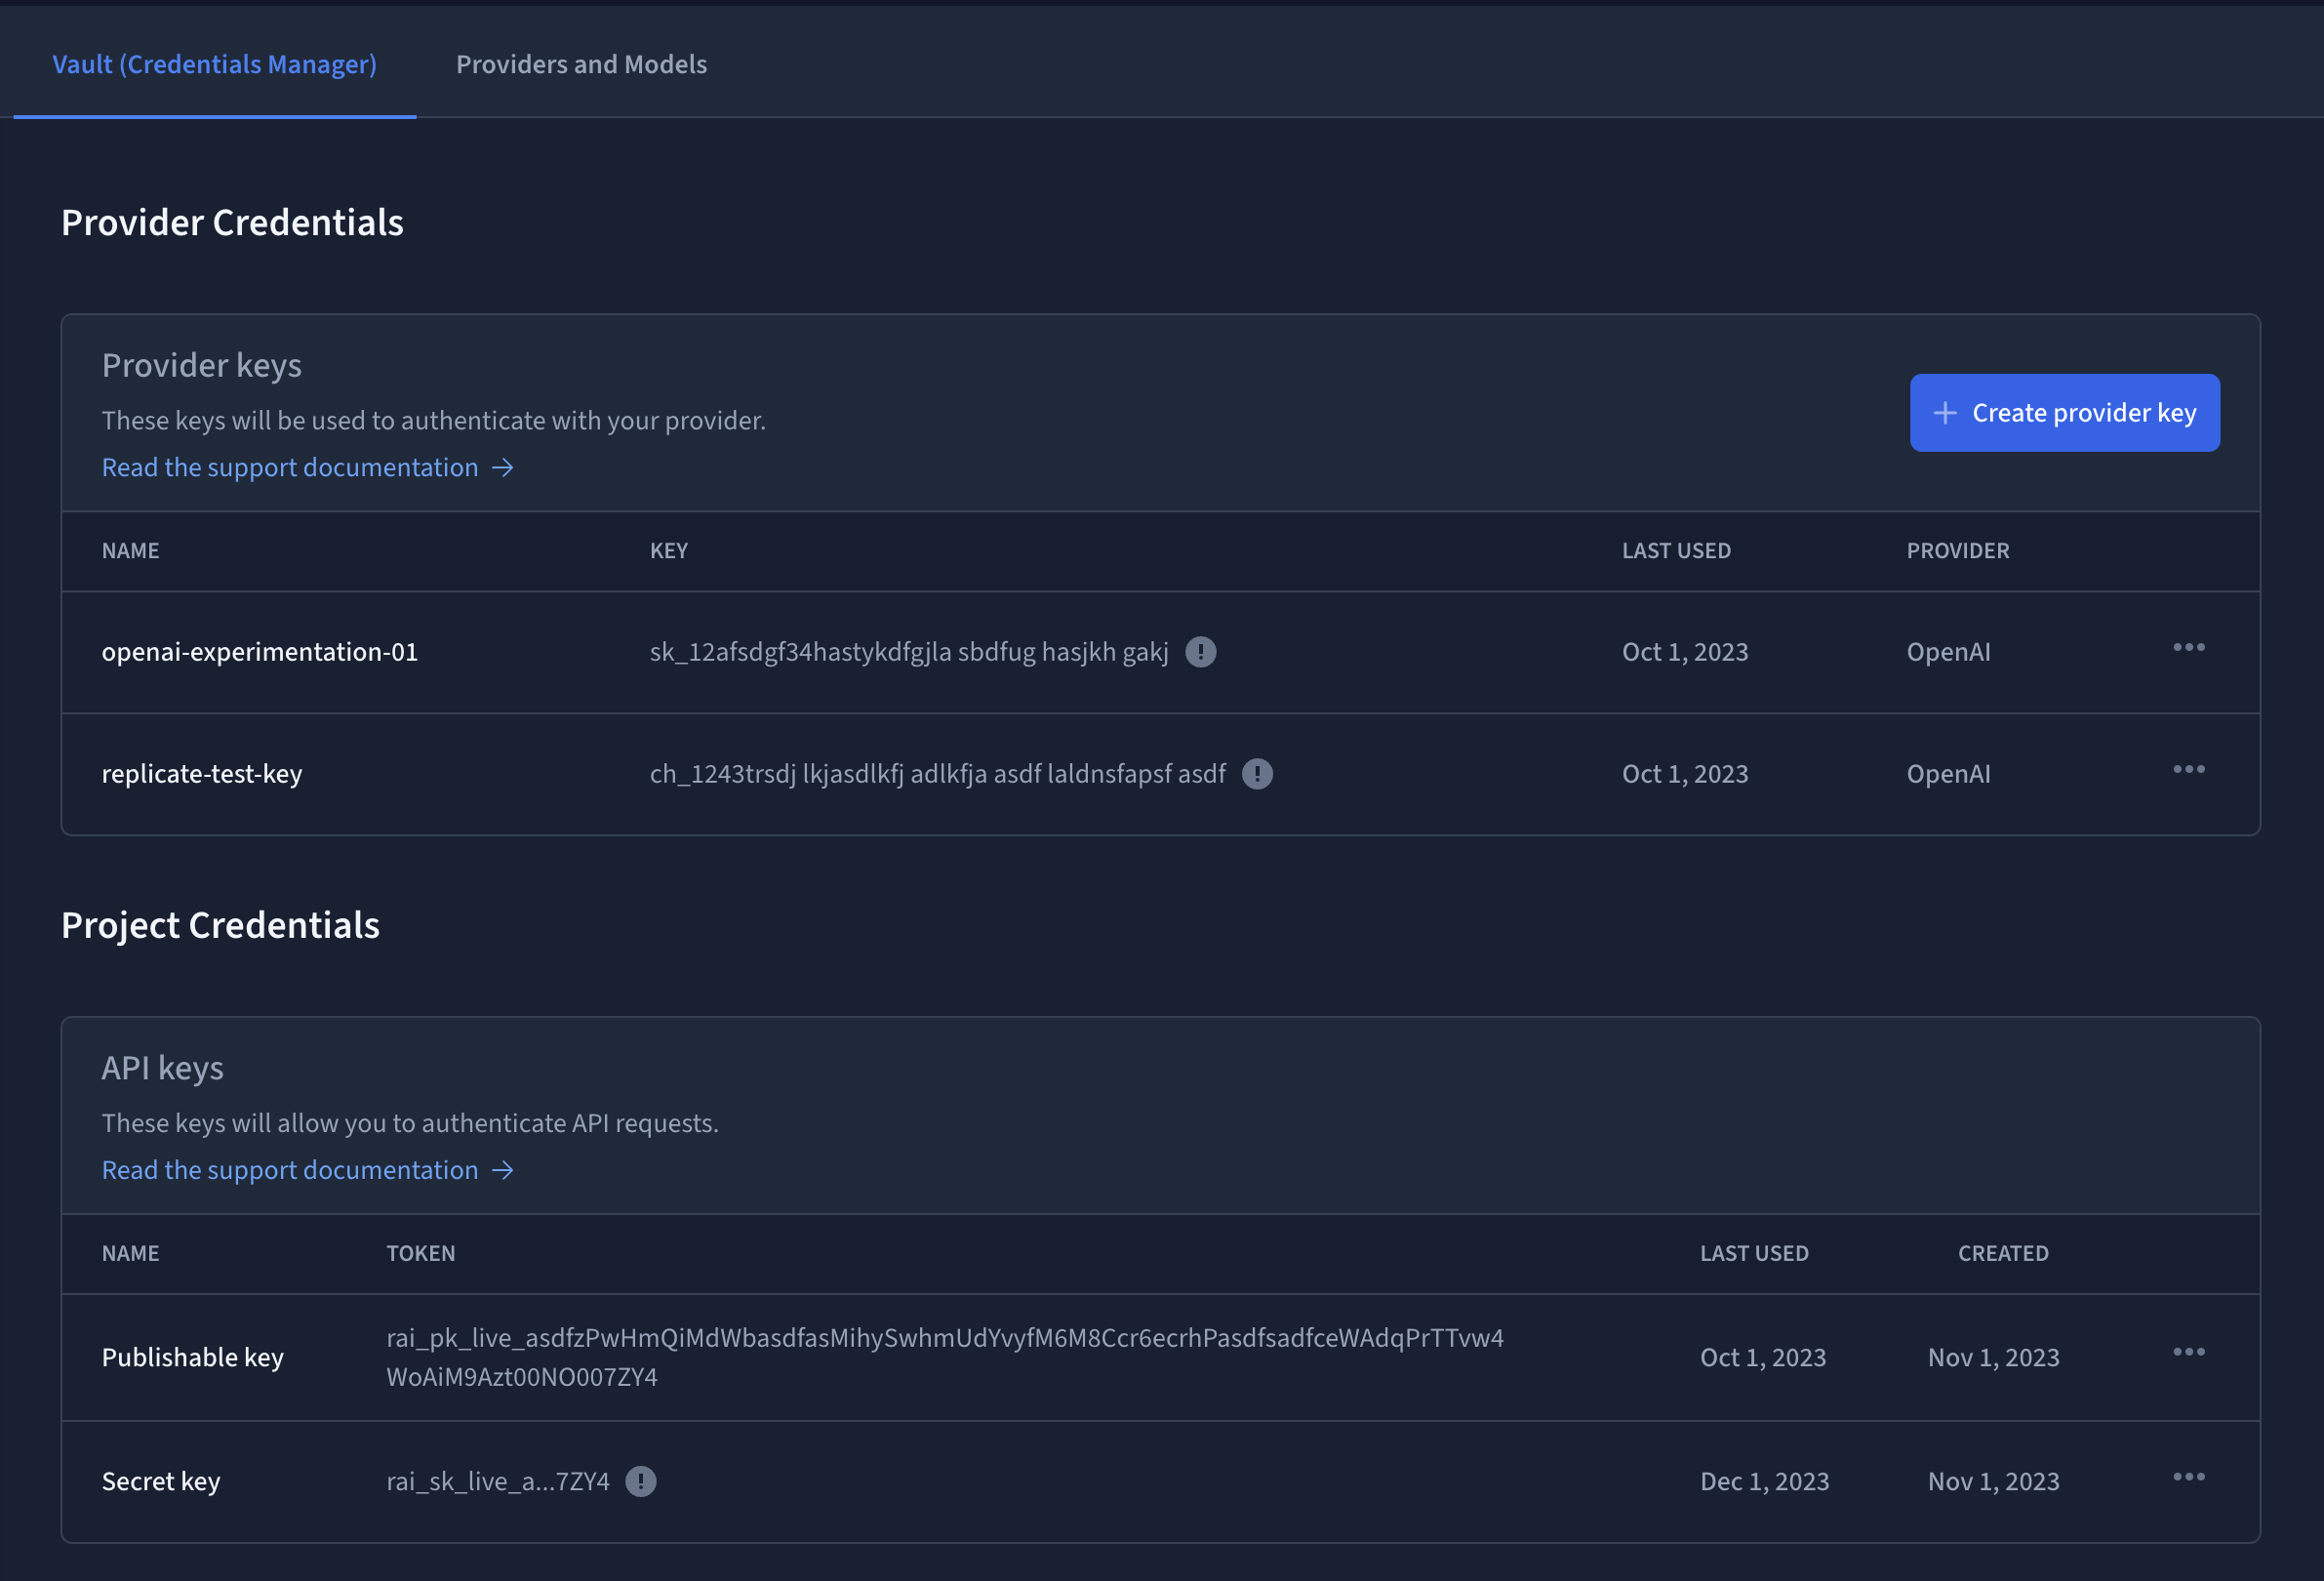 Vault (Credentials Manager)
Providers and Models
Provider Credentials
Provider keys
These keys will be used to authenticate with your provider.
Read the support documentation →
+ Create provider key
NAME KEY LAST USED PROVIDER
openai-experimentation-01 sk_12afsdgf34hastykdfgjla sbdfug hasjkh gakj Oct 1, 2023 OpenAI
replicate-test-key ch_1243trsdj lkjasdlkfj adlkfja asdf laldnsfapsf asdf Oct 1, 2023 OpenAI
Project Credentials
API keys
These keys will allow you to authenticate API requests.
Read the support documentation →
NAME TOKEN LAST USED CREATED
Publishable key rai_pk_live_asdfzPwHmQiMdWbasdfasMihySwhmUdYvyfM6M8Ccr6ecrhPasdfsadfceWAdqPrTTvw4
WoAiM9Azt00NO007ZY4 Oct 1, 2023 Nov 1, 2023
Secret key rai_sk_live_a...7ZY4 Dec 1, 2023 Nov 1, 2023